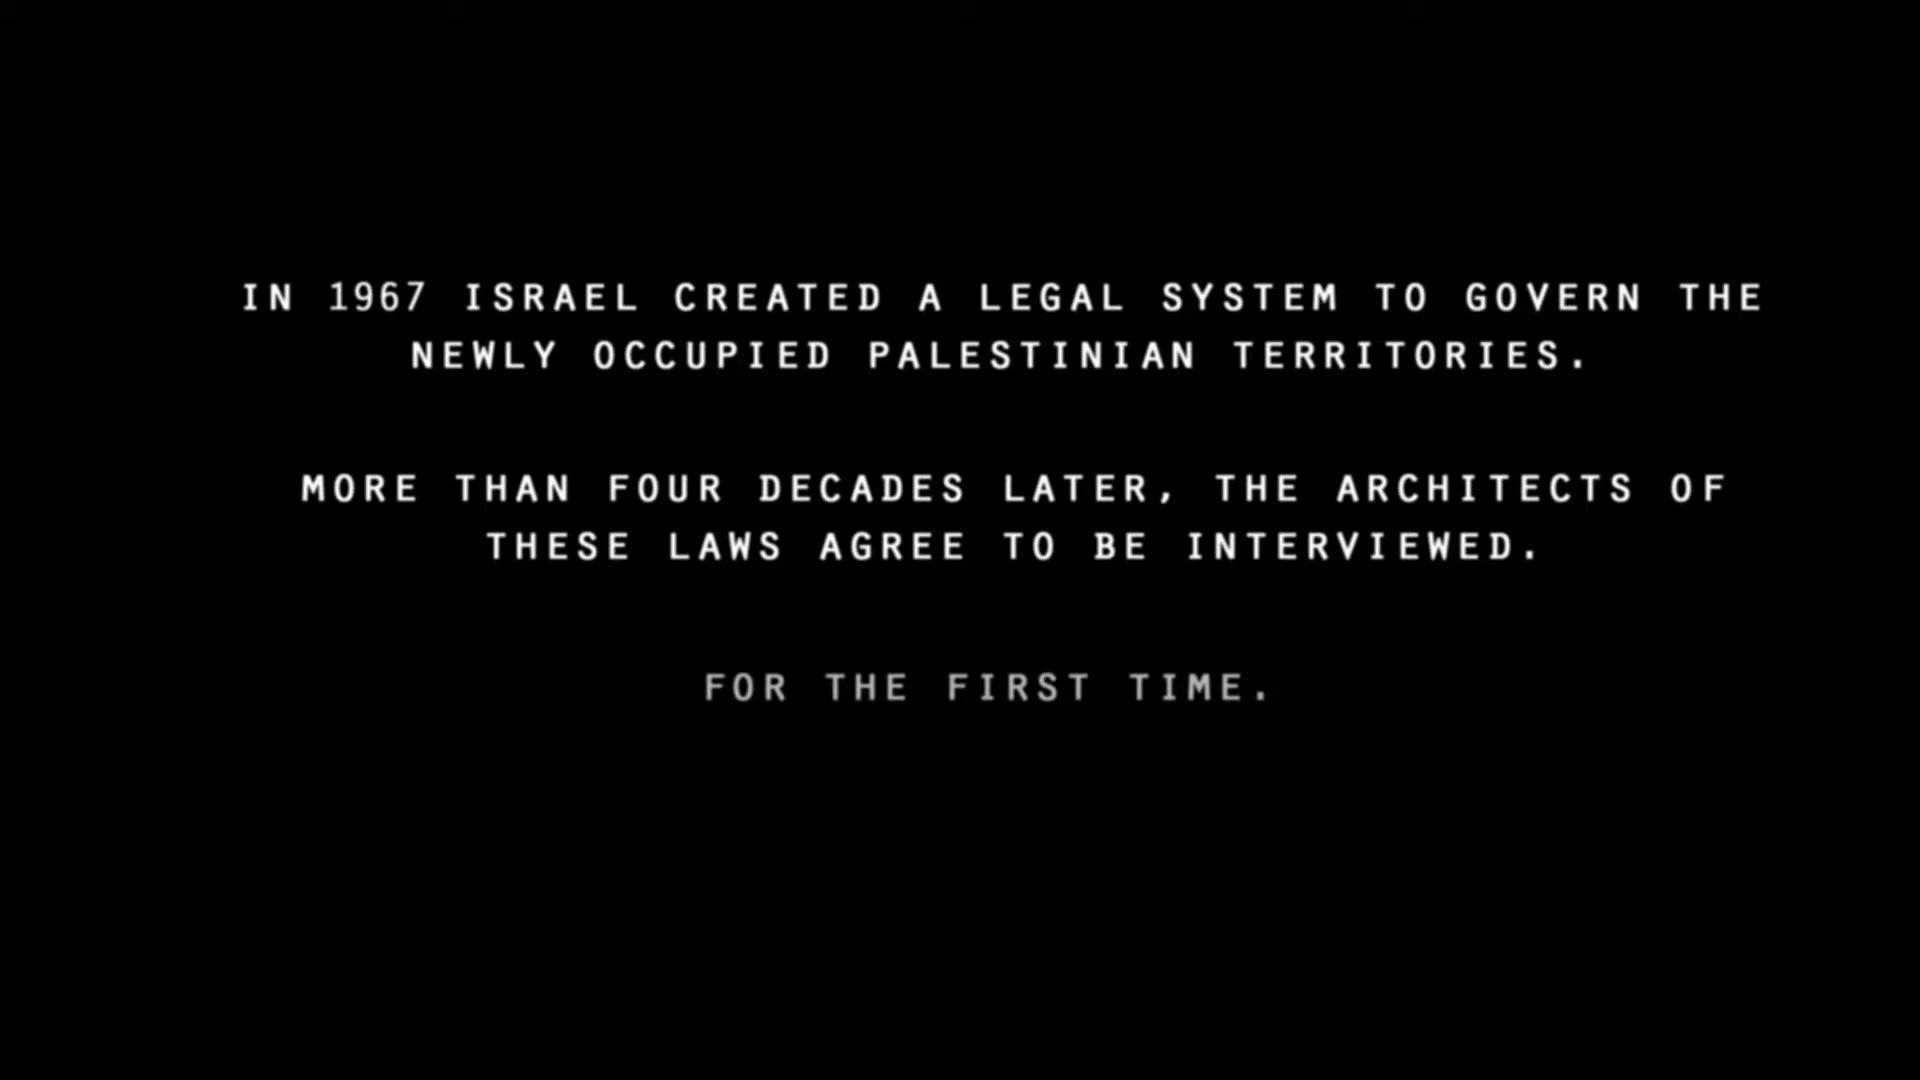 IN 1967 ISRAEL CREATED A LEGAL SYSTEM TO GOVERN THE
NEWLY OCCUPIED PALESTINIAN TERRITORIES.
MORE THAN FOUR DECADES LATER, THE ARCHITECTS OF
THESE LAWS AGREE TO BE INTERVIEWED.
FOR THE FIRST TIME.